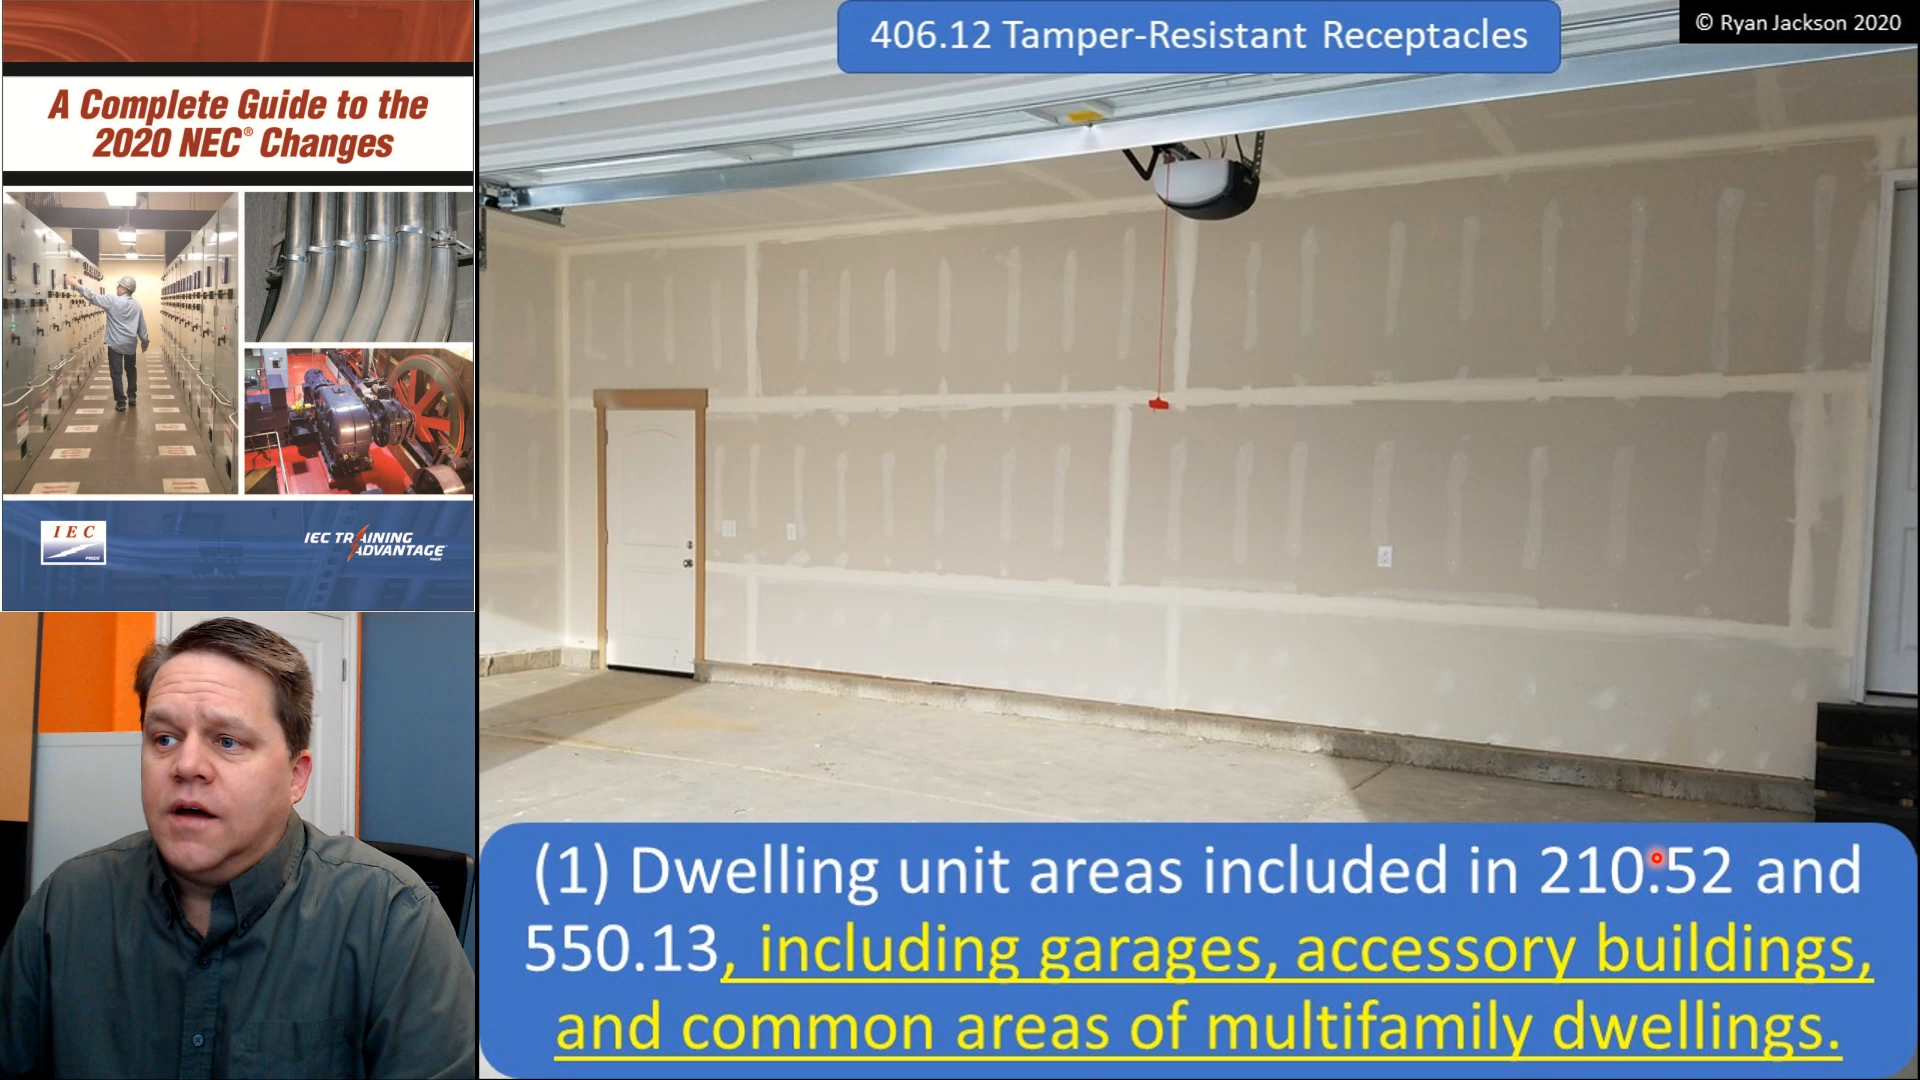 A Complete Guide to the
2020 NEC® Changes
IEC
IEC TRAINING
ADVANTAGE
406.12 Tamper-Resistant Receptacles
© Ryan Jackson 2020
(1) Dwelling unit areas included in 210.52 and
550.13, including garages, accessory buildings,
and common areas of multifamily dwellings.